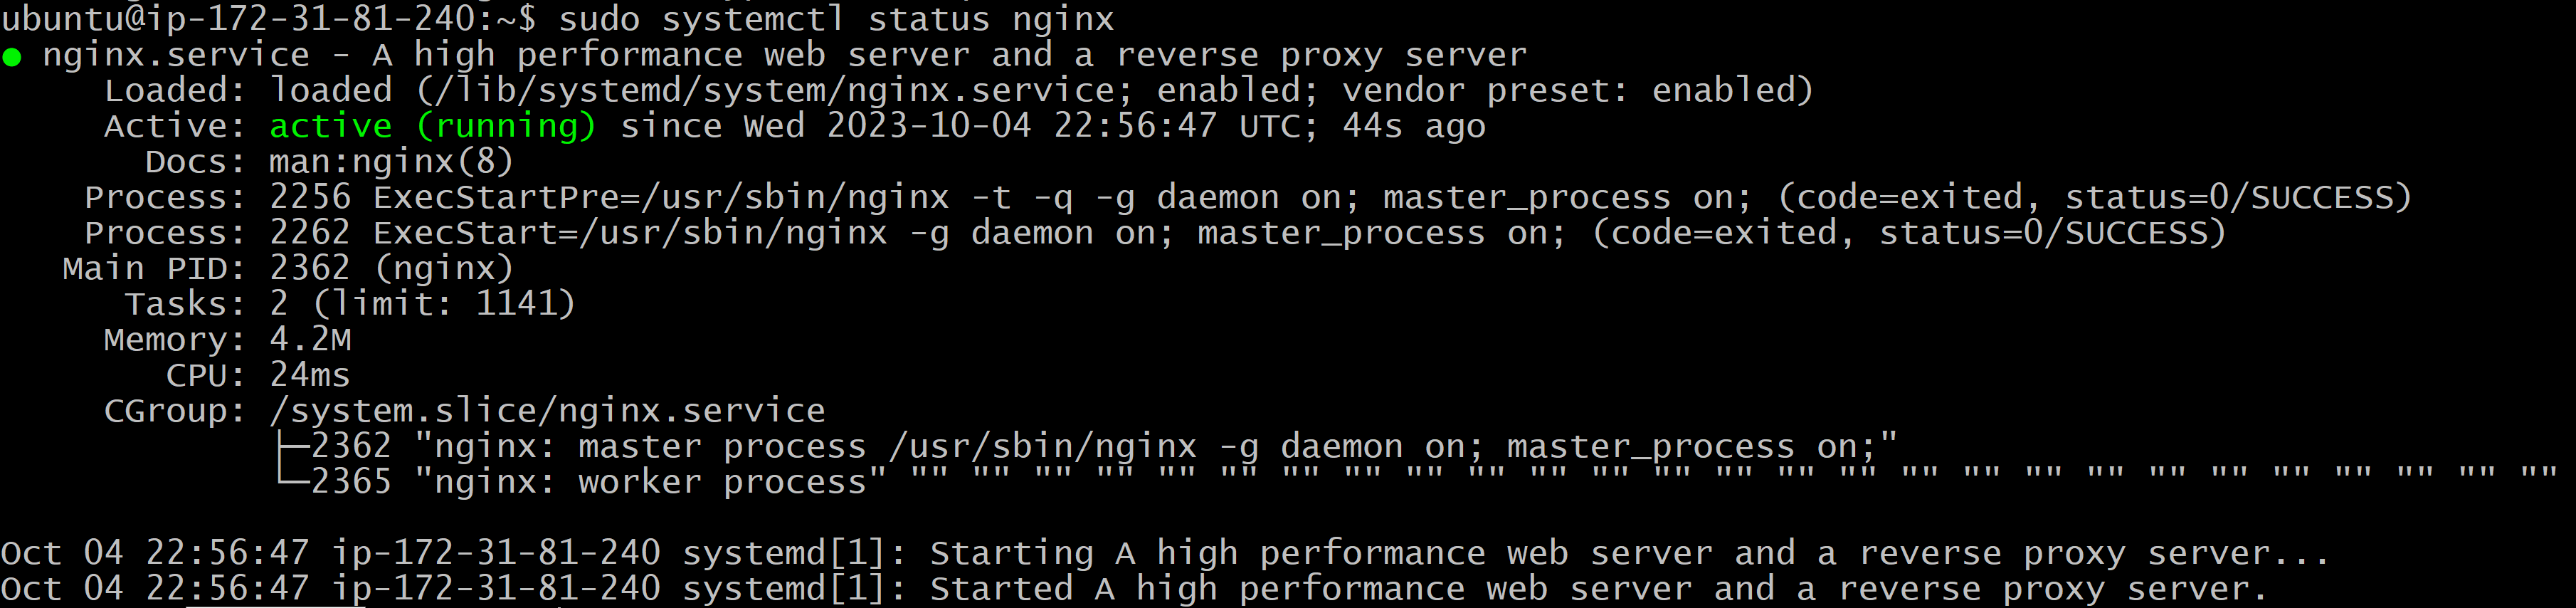 ubuntu@ip-172-31-81-240:~$ sudo systemctl status nginx
● nginx.service - A high performance web server and a reverse proxy server
     Loaded: loaded (/lib/systemd/system/nginx.service; enabled; vendor preset: enabled)
     Active: active (running) since Wed 2023-10-04 22:56:47 UTC; 44s ago
       Docs: man:nginx(8)
    Process: 2256 ExecStartPre=/usr/sbin/nginx -t -q -g daemon on; master_process on; (code=exited, status=0/SUCCESS)
    Process: 2262 ExecStart=/usr/sbin/nginx -g daemon on; master_process on; (code=exited, status=0/SUCCESS)
   Main PID: 2362 (nginx)
      Tasks: 2 (limit: 1141)
     Memory: 4.2M
        CPU: 24ms
     CGroup: /system.slice/nginx.service
             ├─2362 "nginx: master process /usr/sbin/nginx -g daemon on; master_process on;"
             └─2365 "nginx: worker process" "" "" "" "" "" "" "" "" "" "" "" "" "" "" "" "" "" "" "" "" "" "" "" "" "" "" ""

Oct 04 22:56:47 ip-172-31-81-240 systemd[1]: Starting A high performance web server and a reverse proxy server...
Oct 04 22:56:47 ip-172-31-81-240 systemd[1]: Started A high performance web server and a reverse proxy server.